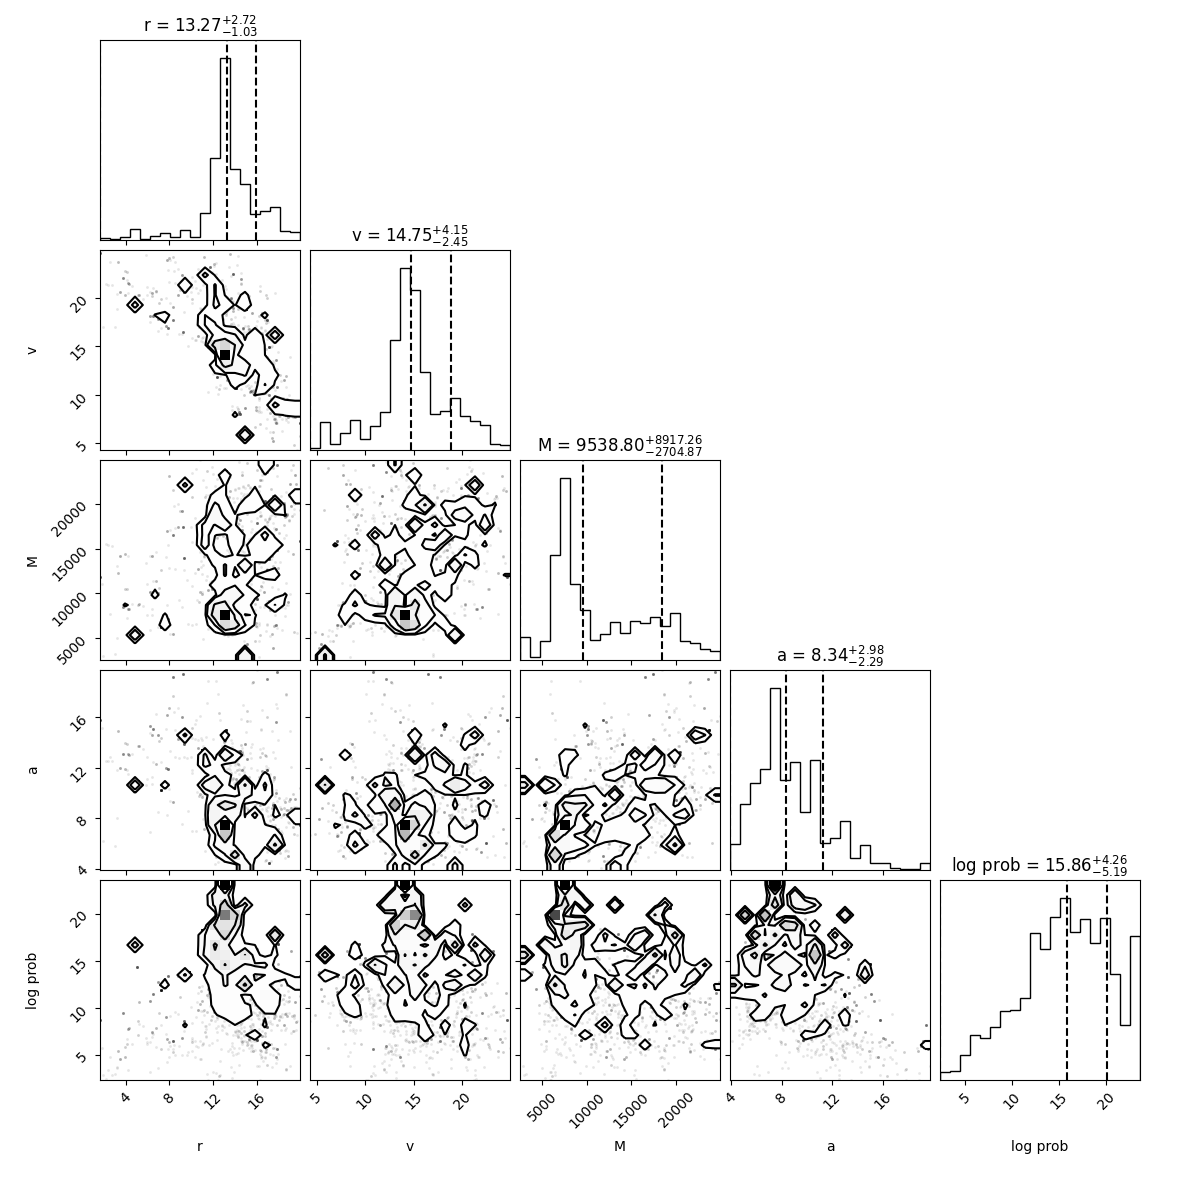 r = 13.27+2.72−1.03
v = 14.75+4.15−2.45
20
15
10
5
v
M = 9538.80+8917.26−2704.87
20000
15000
10000
5000
M
a = 8.34+2.98−2.29
16
12
8
4
a
log prob = 15.86+4.26−5.19
20
15
10
5
log prob
4 8 12 16 5 10 15 20 5000 10000 15000 20000 4 8 12 16 5 10 15 20
r v M a log prob